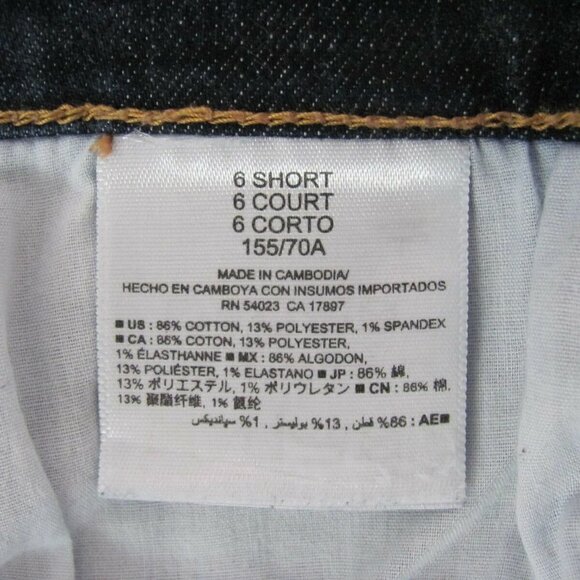 6 SHORT
6 COURT
6 CORTO
155/70A
MADE IN CAMBODIA/
HECHO EN CAMBOYA CON INSUMOS IMPORTADOS
RN 54023 CA 17897
■ US : 86% COTTON, 13% POLYESTER, 1% SPANDEX
■ CA : 86% COTON, 13% POLYESTER,
1% ÉLASTHANNE ■ MX : 86% ALGODON,
13% POLIÉSTER, 1% ELASTANO ■ JP : 86% 綿,
13% ポリエステル, 1% ポリウレタン ■ CN : 86% 棉,
13% 聚酯纤维, 1% 氨纶
■ AE : 86% قطن , 13% بوليستر , 1% سپانديكس